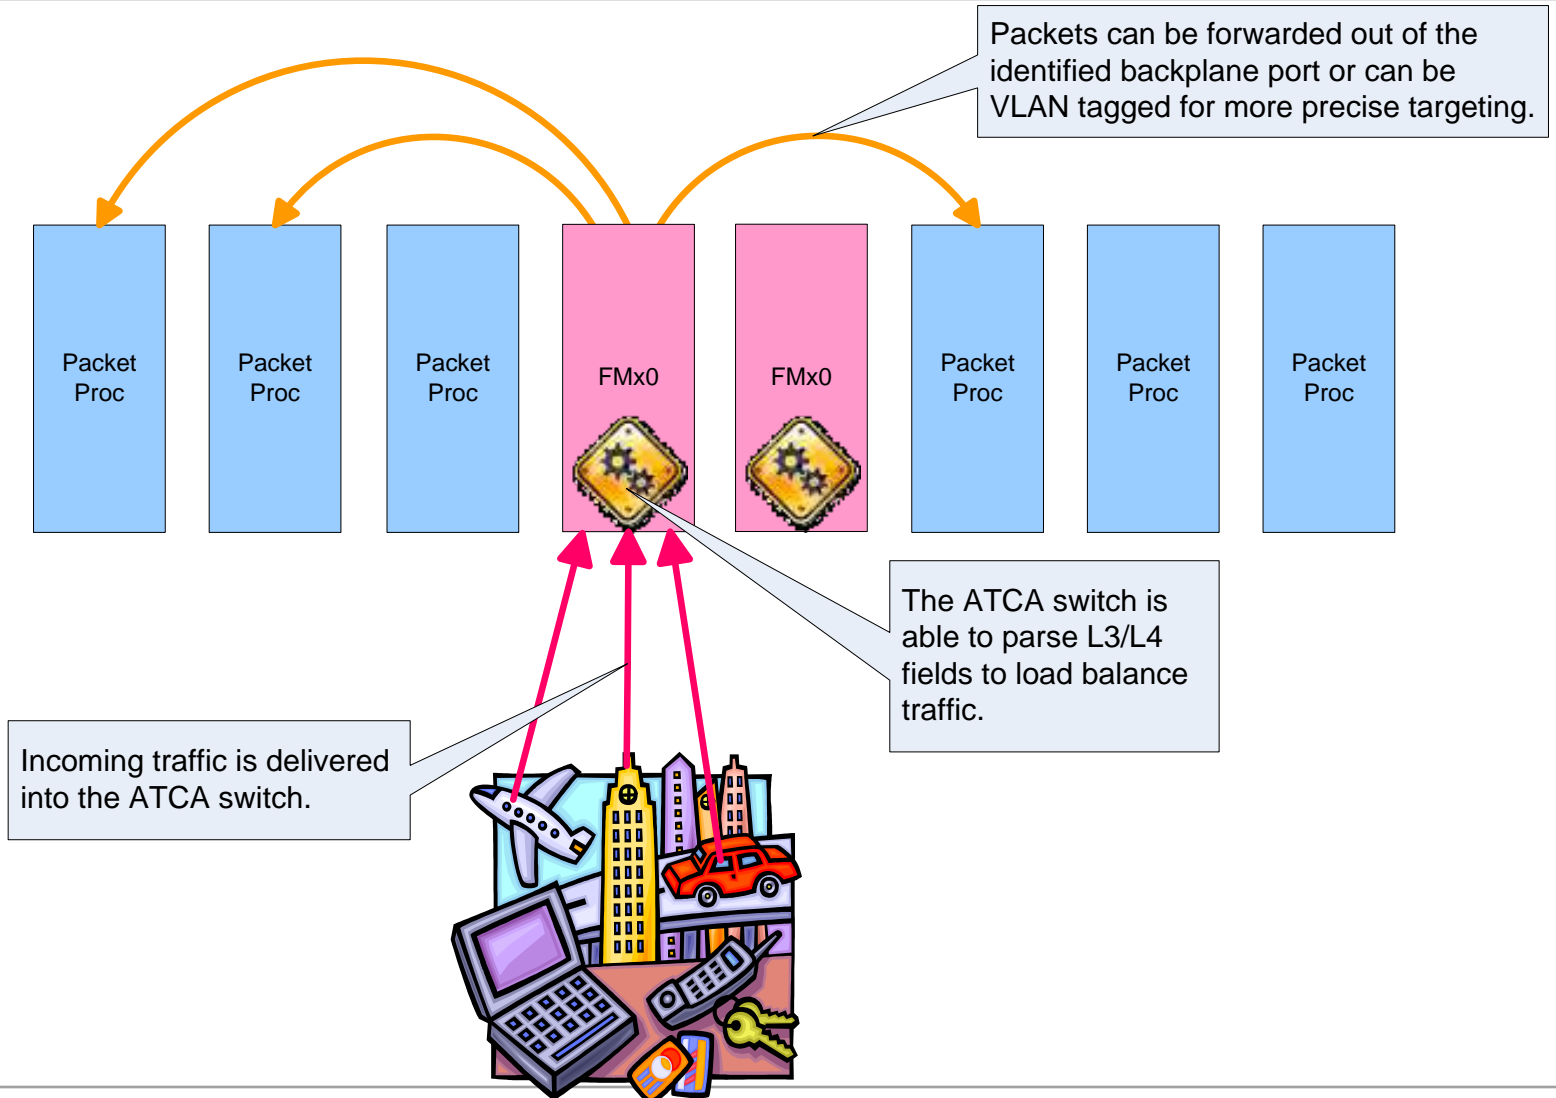 Packets can be forwarded out of the
identified backplane port or can be
VLAN tagged for more precise targeting.
Packet
Proc
Packet
Proc
Packet
Proc
FMx0
FMx0
Packet
Proc
Packet
Proc
Packet
Proc
The ATCA switch is
able to parse L3/L4
fields to load balance
traffic.
Incoming traffic is delivered
into the ATCA switch.